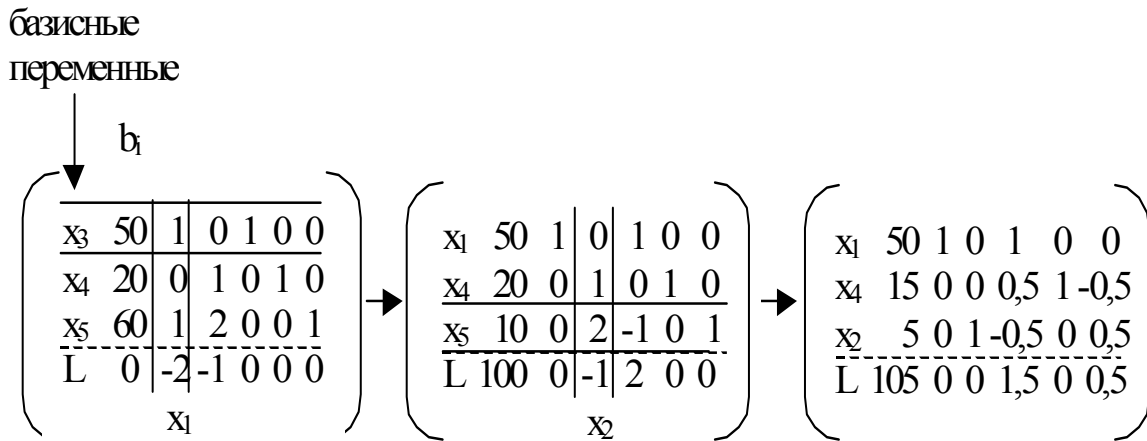 базисные
переменные
bᵢ
x₃ 50 1 0 1 0 0
x₄ 20 0 1 0 1 0
x₅ 60 1 2 0 0 1
L 0 -2 -1 0 0 0
x₁
x₁ 50 1 0 1 0 0
x₄ 20 0 1 0 1 0
x₅ 10 0 2 -1 0 1
L 100 0 -1 2 0 0
x₂
x₁ 50 1 0 1 0 0
x₄ 15 0 0 0,5 1 -0,5
x₂ 5 0 1 -0,5 0 0,5
L 105 0 0 1,5 0 0,5